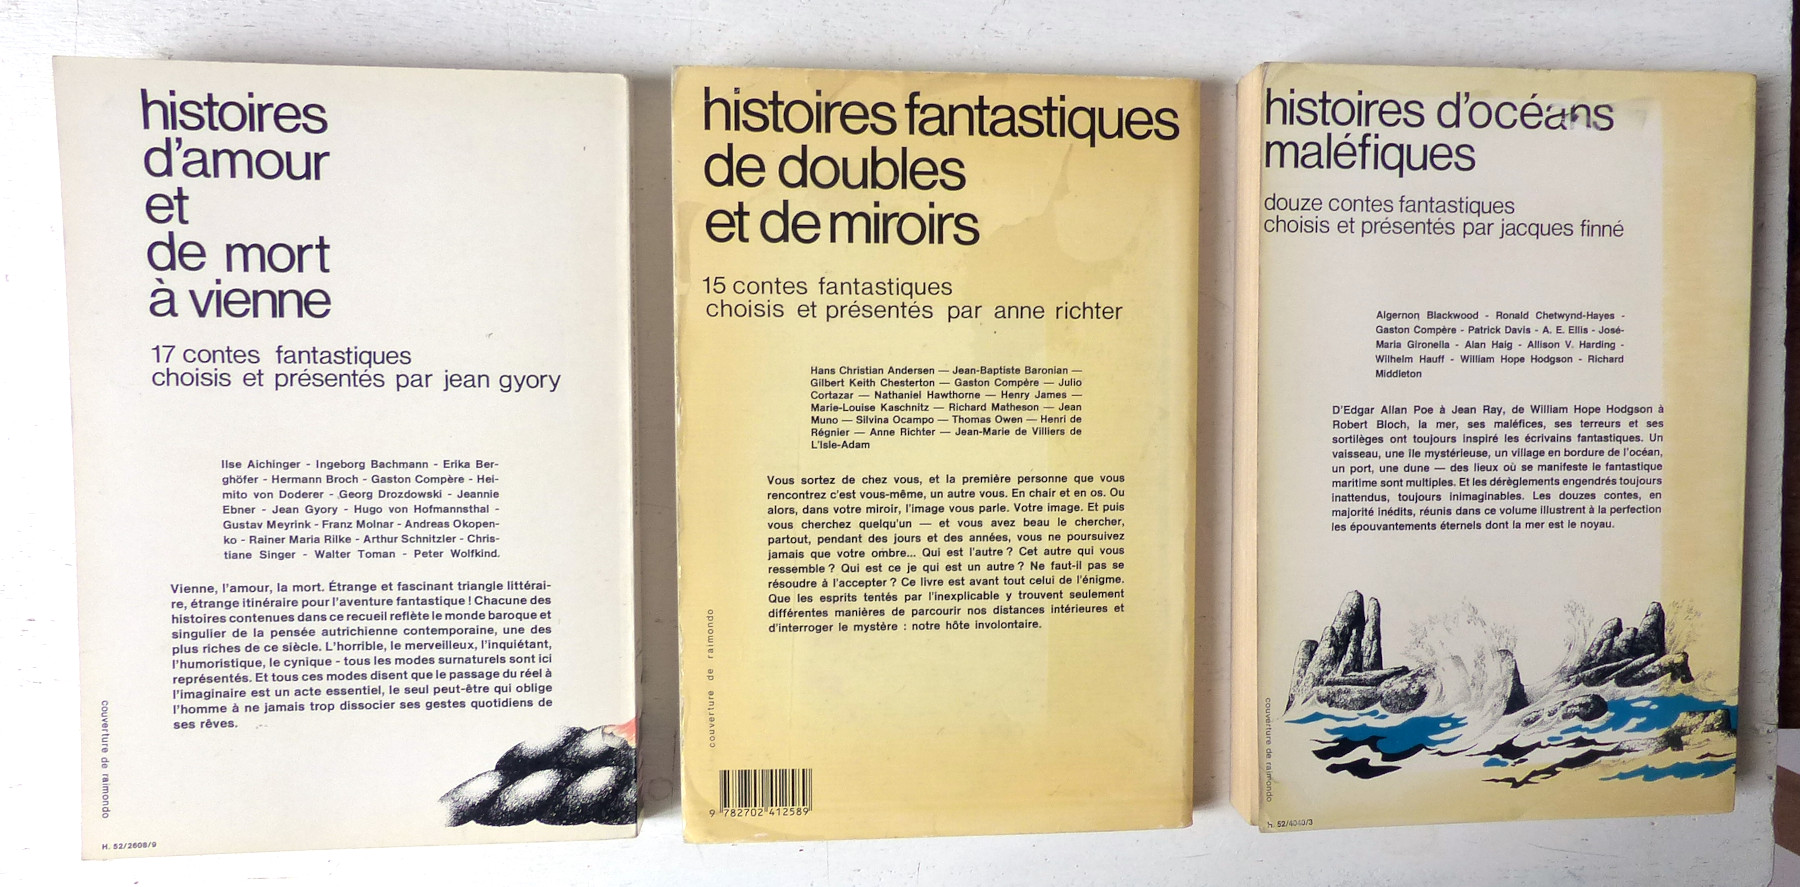 histoires
d'amour
et
de mort
à vienne
17 contes fantastiques
choisis et présentés par jean gyory
Ilse Aichinger - Ingeborg Bachmann - Erika Ber-
ghöfer - Hermann Broch - Gaston Compère - Hei-
mito von Doderer - Georg Drozdowski - Jeannie
Ebner - Jean Gyory - Hugo von Hofmannsthal -
Gustav Meyrink - Franz Molnar - Andreas Okopen-
ko - Rainer Maria Rilke - Arthur Schnitzler - Chris-
tiane Singer - Walter Toman - Peter Wolfkind.
Vienne, l'amour, la mort. Étrange et fascinant triangle littérai-
re, étrange itinéraire pour l'aventure fantastique ! Chacune des
histoires contenues dans ce recueil reflète le monde baroque et
singulier de la pensée autrichienne contemporaine, une des
plus riches de ce siècle. L'horrible, le merveilleux, l'inquiétant,
l'humoristique, le cynique - tous les modes surnaturels sont ici
représentés. Et tous ces modes disent que le passage du réel à
l'imaginaire est un acte essentiel, le seul peut-être qui oblige
l'homme à ne jamais trop dissocier ses gestes quotidiens de
ses rêves.
couverture de raimondo
H. 52/2608/9
histoires fantastiques
de doubles
et de miroirs
15 contes fantastiques
choisis et présentés par anne richter
Hans Christian Andersen — Jean-Baptiste Baronian —
Gilbert Keith Chesterton — Gaston Compère — Julio
Cortazar — Nathaniel Hawthorne — Henry James —
Marie-Louise Kaschnitz — Richard Matheson — Jean
Muno — Silvina Ocampo — Thomas Owen — Henri de
Régnier — Anne Richter — Jean-Marie de Villiers de
L'Isle-Adam
Vous sortez de chez vous, et la première personne que vous
rencontrez c'est vous-même, un autre vous. En chair et en os. Ou
alors, dans votre miroir, l'image vous parle. Votre image. Et puis
vous cherchez quelqu'un — et vous avez beau le chercher,
partout, pendant des jours et des années, vous ne poursuivez
jamais que votre ombre... Qui est l'autre ? Cet autre qui vous
ressemble ? Qui est ce je qui est un autre ? Ne faut-il pas se
résoudre à l'accepter ? Ce livre est avant tout celui de l'énigme.
Que les esprits tentés par l'inexplicable y trouvent seulement
différentes manières de parcourir nos distances intérieures et
d'interroger le mystère : notre hôte involontaire.
couverture de raimondo
9 782702 412589
histoires d'océans
maléfiques
douze contes fantastiques
choisis et présentés par jacques finné
Algernon Blackwood - Ronald Chetwynd-Hayes -
Gaston Compère - Patrick Davis - A. E. Ellis - José-
Maria Gironella - Alan Haig - Allison V. Harding -
Wilhelm Hauff - William Hope Hodgson - Richard
Middleton
D'Edgar Allan Poe à Jean Ray, de William Hope Hodgson à
Robert Bloch, la mer, ses maléfices, ses terreurs et ses
sortilèges ont toujours inspiré les écrivains fantastiques. Un
vaisseau, une île mystérieuse, un village en bordure de l'océan,
un port, une dune — des lieux où se manifeste le fantastique
maritime sont multiples. Et les dérèglements engendrés toujours
inattendus, toujours inimaginables. Les douzes contes, en
majorité inédits, réunis dans ce volume illustrent à la perfection
les épouvantements éternels dont la mer est le noyau.
couverture de raimondo
H. 52/4040/3